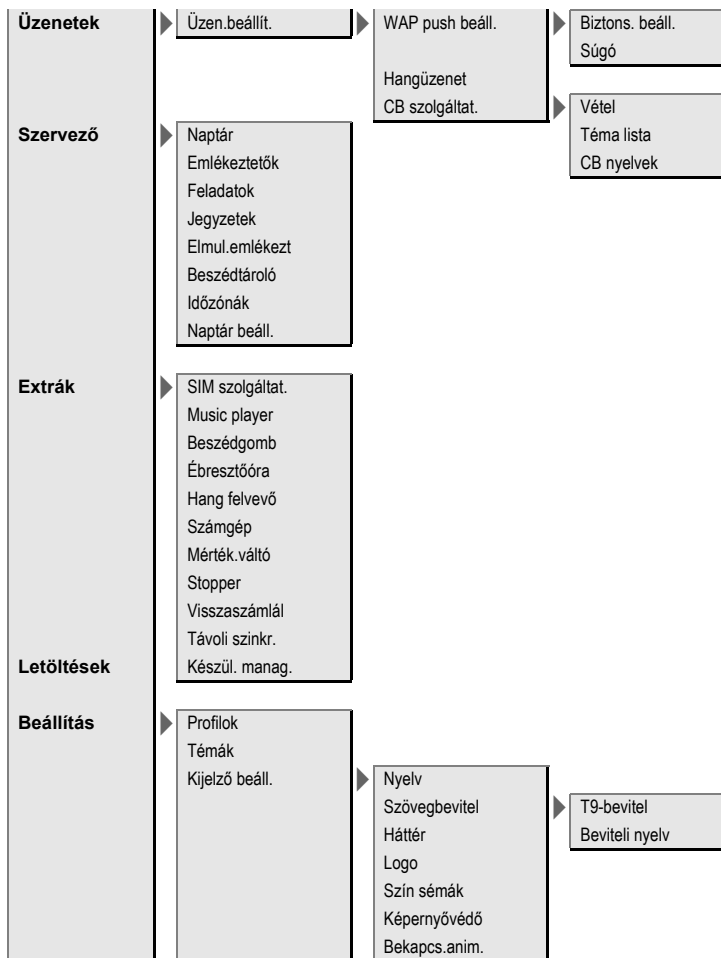 Üzenetek
Üzen.beállít.
WAP push beáll.
Biztons. beáll.
Súgó
Hangüzenet
CB szolgáltat.
Vétel
Téma lista
CB nyelvek
Szervező
Naptár
Emlékeztetők
Feladatok
Jegyzetek
Elmul.emlékezt
Beszédtároló
Időzónák
Naptár beáll.
Extrák
SIM szolgáltat.
Music player
Beszédgomb
Ébresztőóra
Hang felvevő
Számgép
Mérték.váltó
Stopper
Visszaszámlál
Távoli szinkr.
Készül. manag.
Letöltések
Beállítás
Profilok
Témák
Kijelző beáll.
Nyelv
Szövegbevitel
T9-bevitel
Beviteli nyelv
Háttér
Logo
Szín sémák
Képernyővédő
Bekapcs.anim.